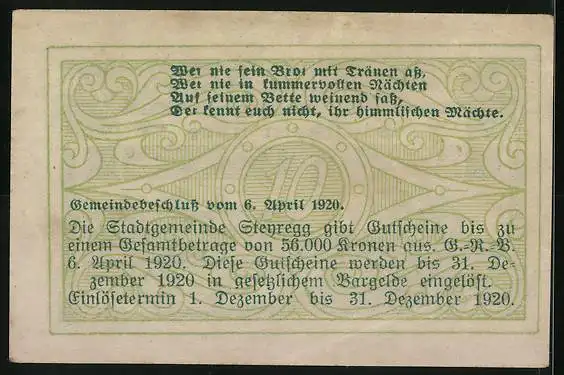 Wer nie sein Brot mit Tränen aß,
Wer nie in kummervollen Nächten
Auf seinem Bette weinend saß,
Der kennt euch nicht, ihr himmlischen Mächte.
10
Gemeindebeschluß vom 6. April 1920.
Die Stadtgemeinde Steyregg gibt Gutscheine bis zu
einem Gesamtbetrage von 56.000 Kronen aus. G.-R.-B.
6. April 1920. Diese Gutscheine werden bis 31. De-
zember 1920 in gesetzlichem Bargelde eingelöst.
Einlösetermin 1. Dezember bis 31. Dezember 1920.